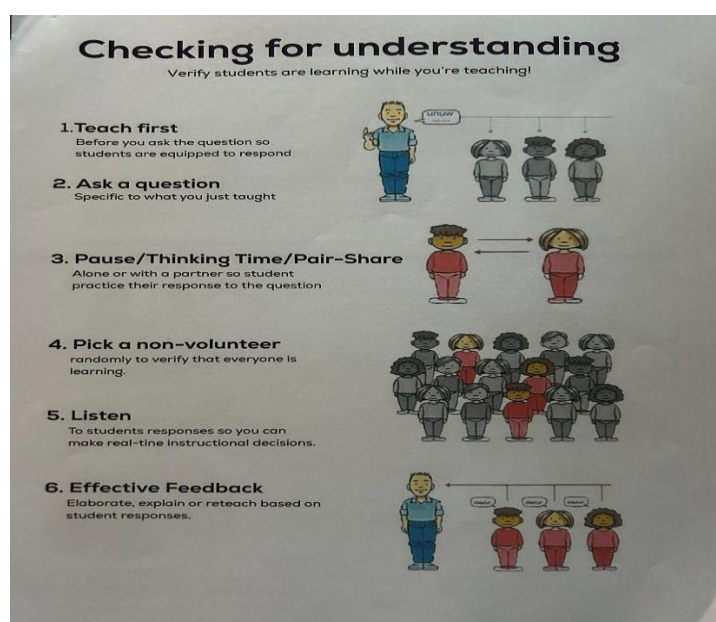 Checking for understanding
Verify students are learning while you're teaching!
1.Teach first
Before you ask the question so
students are equipped to respond
2. Ask a question
Specific to what you just taught
3. Pause/Thinking Time/Pair-Share
Alone or with a partner so student
practice their response to the question
4. Pick a non-volunteer
randomly to verify that everyone is
learning.
5. Listen
To students responses so you can
make real-tine instructional decisions.
6. Effective Feedback
Elaborate, explain or reteach based on
student responses.